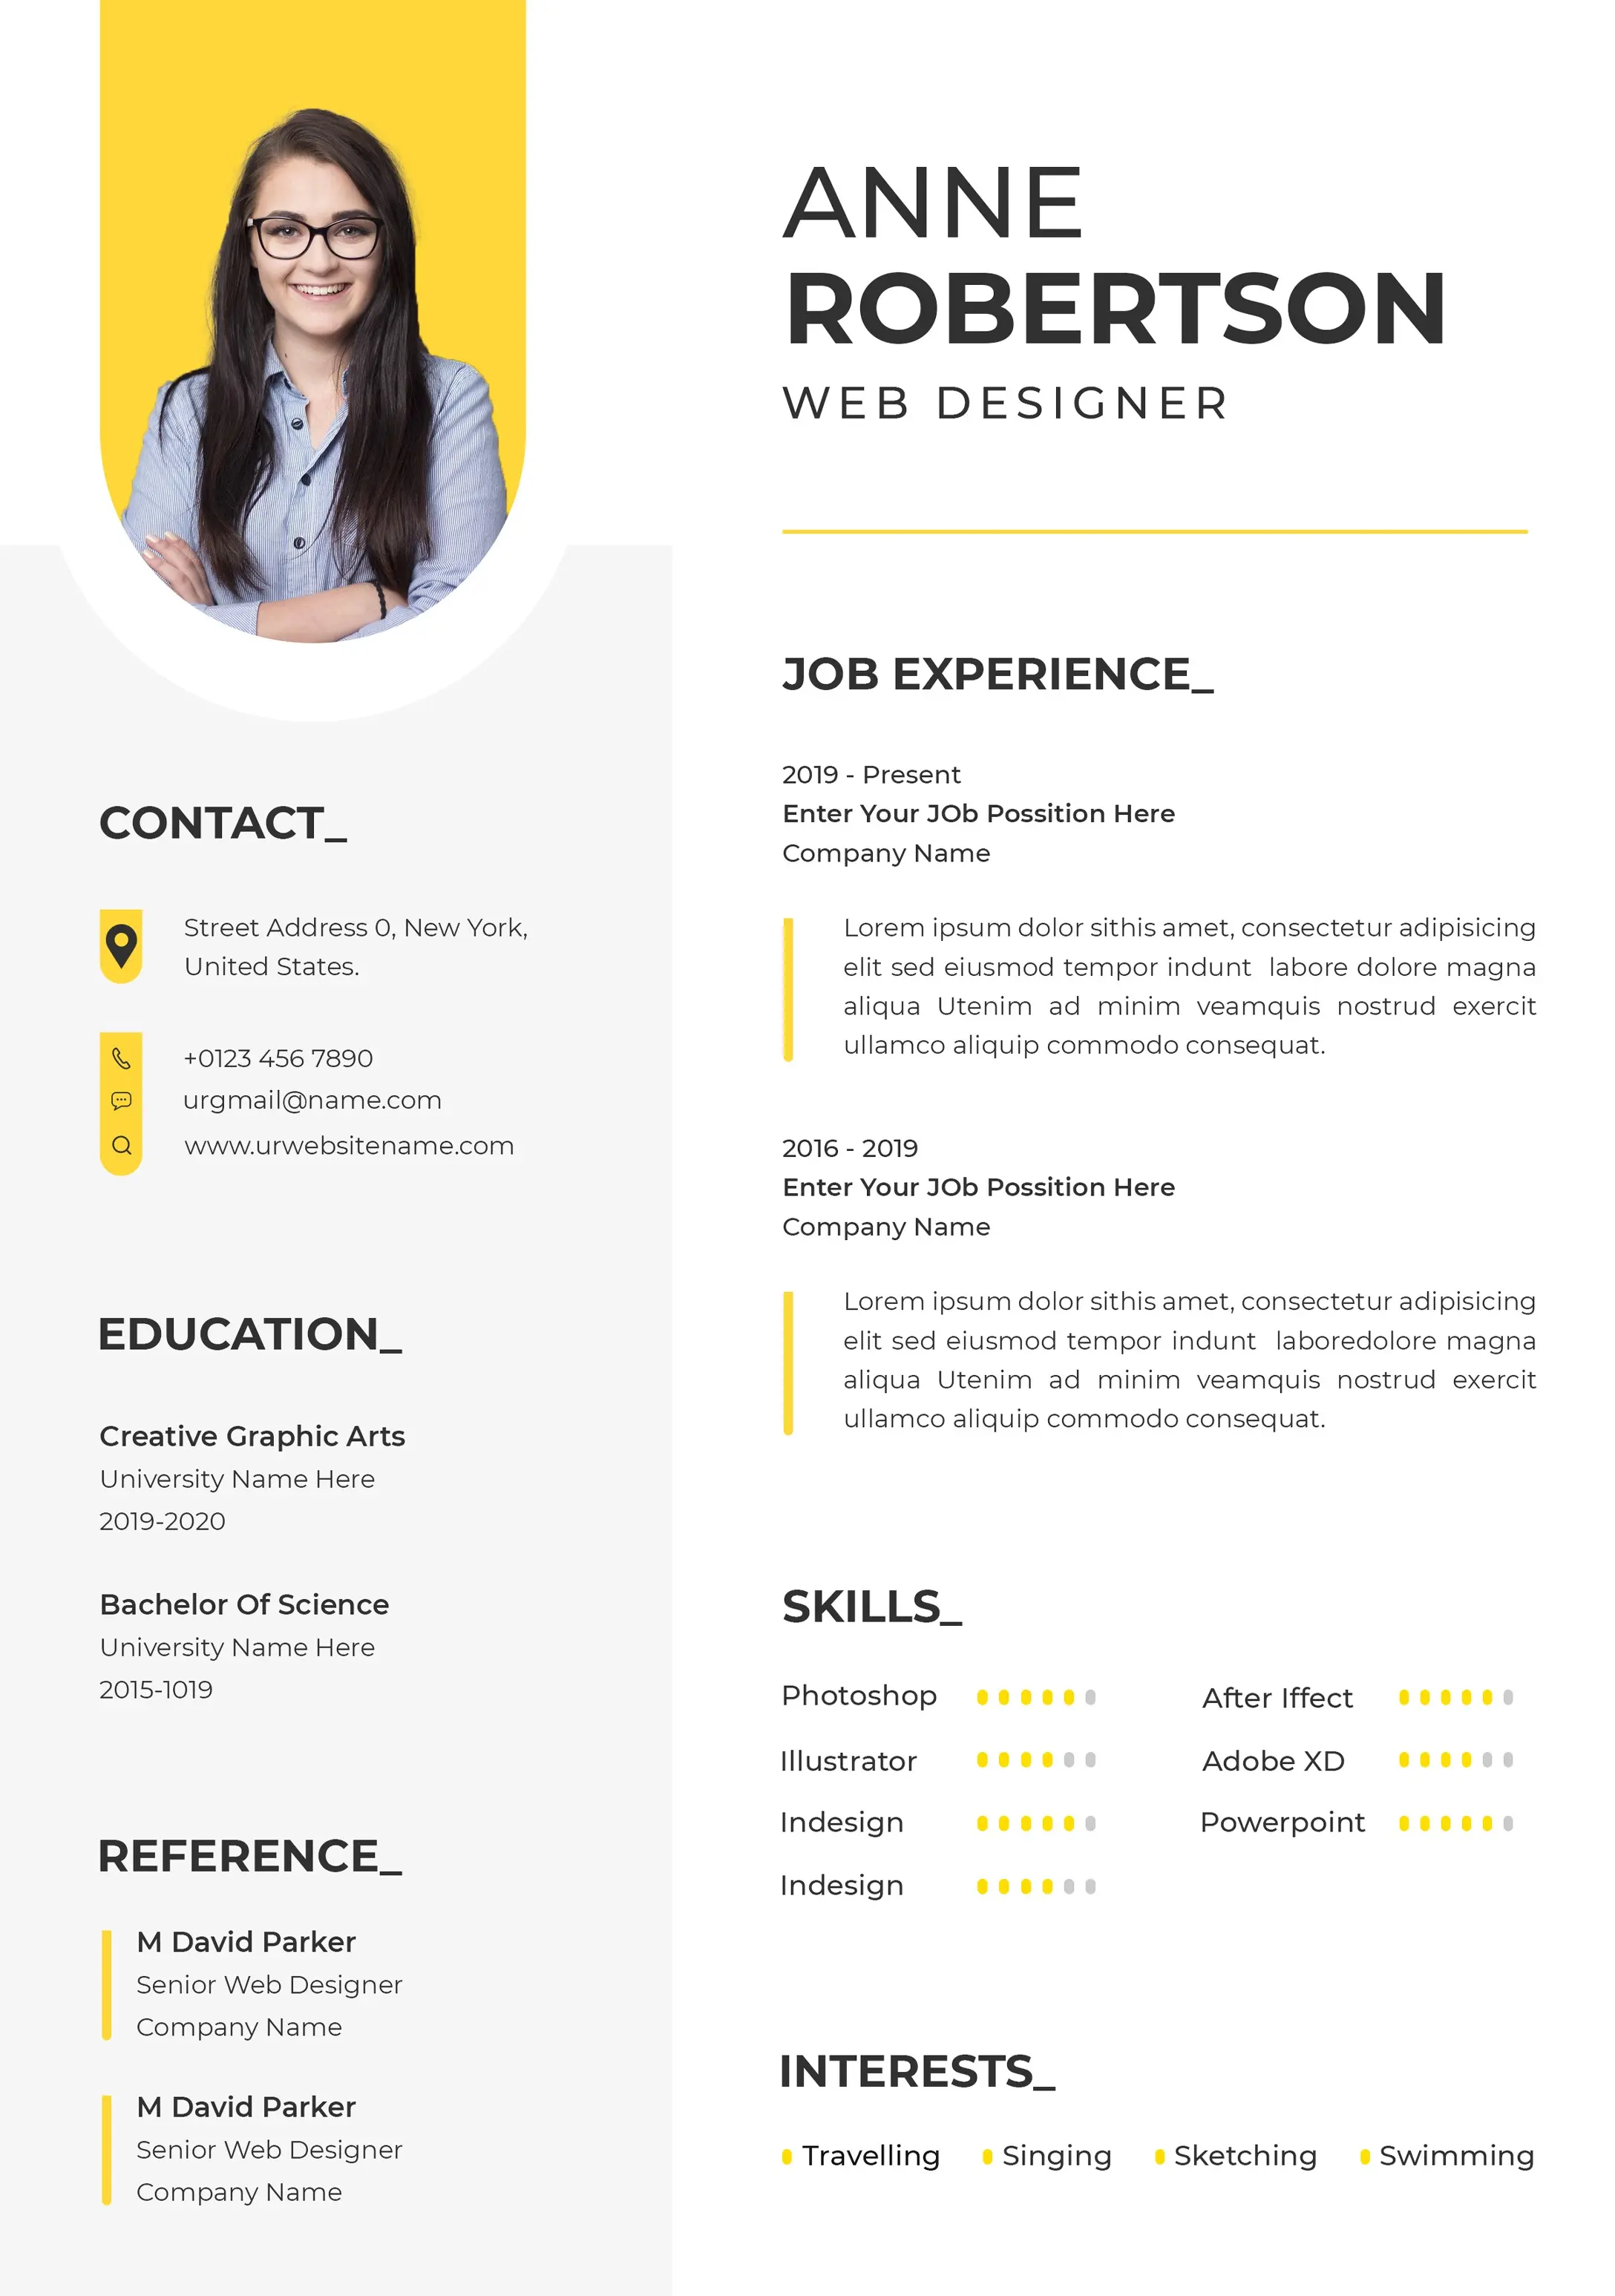 ANNE
ROBERTSON
WEB DESIGNER
CONTACT_
Street Address 0, New York,
United States.
+0123 456 7890
urgmail@name.com
www.urwebsitename.com
EDUCATION_
Creative Graphic Arts
University Name Here
2019-2020
Bachelor Of Science
University Name Here
2015-1019
REFERENCE_
M David Parker
Senior Web Designer
Company Name
M David Parker
Senior Web Designer
Company Name
JOB EXPERIENCE_
2019 - Present
Enter Your JOb Possition Here
Company Name
Lorem ipsum dolor sithis amet, consectetur adipisicing
elit sed eiusmod tempor indunt labore dolore magna
aliqua Utenim ad minim veamquis nostrud exercit
ullamco aliquip commodo consequat.
2016 - 2019
Enter Your JOb Possition Here
Company Name
Lorem ipsum dolor sithis amet, consectetur adipisicing
elit sed eiusmod tempor indunt laboredolore magna
aliqua Utenim ad minim veamquis nostrud exercit
ullamco aliquip commodo consequat.
SKILLS_
Photoshop
Illustrator
Indesign
Indesign
After Iffect
Adobe XD
Powerpoint
INTERESTS_
Travelling Singing Sketching Swimming